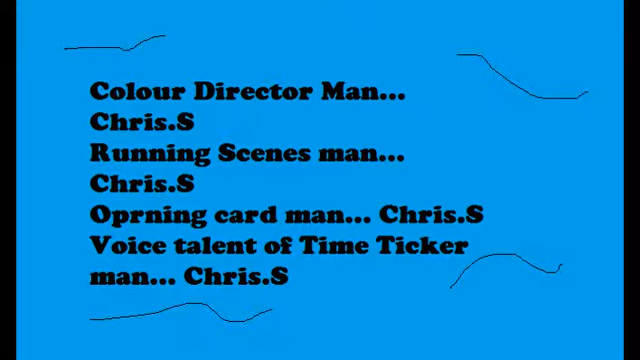 Colour Director Man...
Chris.S
Running Scenes man...
Chris.S
Oprning card man... Chris.S
Voice talent of Time Ticker
man... Chris.S